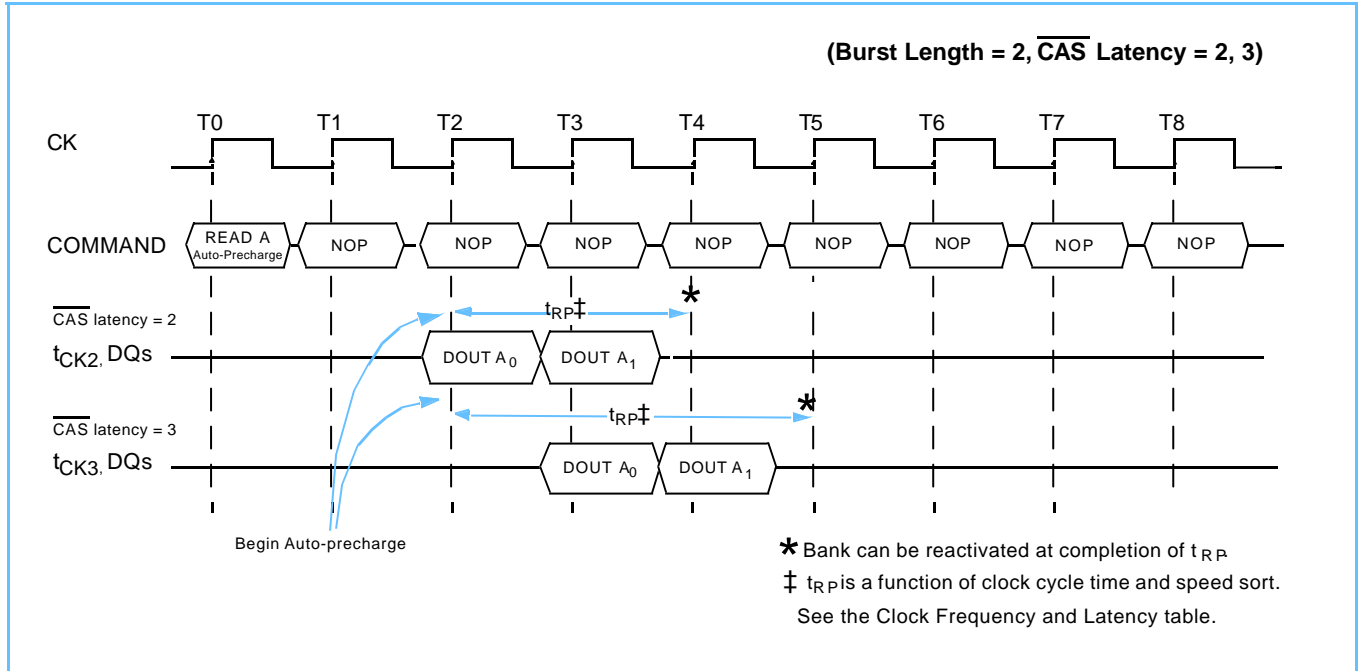 (Burst Length = 2, CAS Latency = 2, 3)
T0 T1 T2 T3 T4 T5 T6 T7 T8
CK
COMMAND
READ A
Auto-Precharge
NOP NOP NOP NOP NOP NOP NOP NOP
*
tRP‡
CAS latency = 2
tCK2, DQs
DOUT A0 DOUT A1
*
tRP‡
CAS latency = 3
tCK3, DQs
DOUT A0 DOUT A1
Begin Auto-precharge
* Bank can be reactivated at completion of tRP.
‡ tRP is a function of clock cycle time and speed sort.
See the Clock Frequency and Latency table.